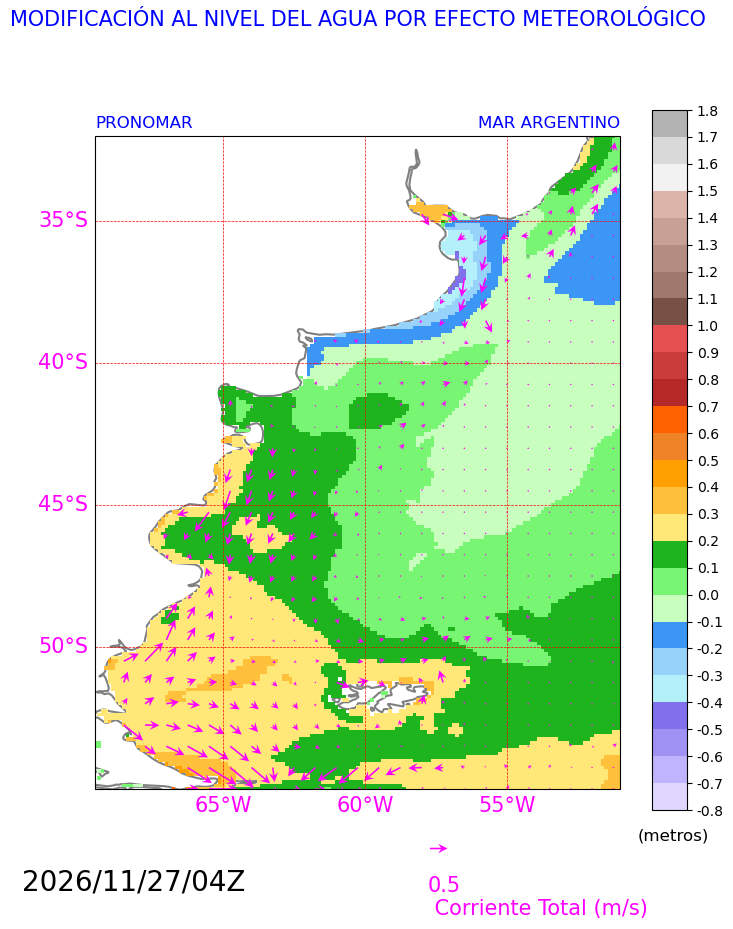 MODIFICACIÓN AL NIVEL DEL AGUA POR EFECTO METEOROLÓGICO
PRONOMAR
MAR ARGENTINO
35°S
40°S
45°S
50°S
65°W
60°W
55°W
1.8
1.7
1.6
1.5
1.4
1.3
1.2
1.1
1.0
0.9
0.8
0.7
0.6
0.5
0.4
0.3
0.2
0.1
0.0
-0.1
-0.2
-0.3
-0.4
-0.5
-0.6
-0.7
-0.8
(metros)
2026/11/27/04Z
0.5
Corriente Total (m/s)